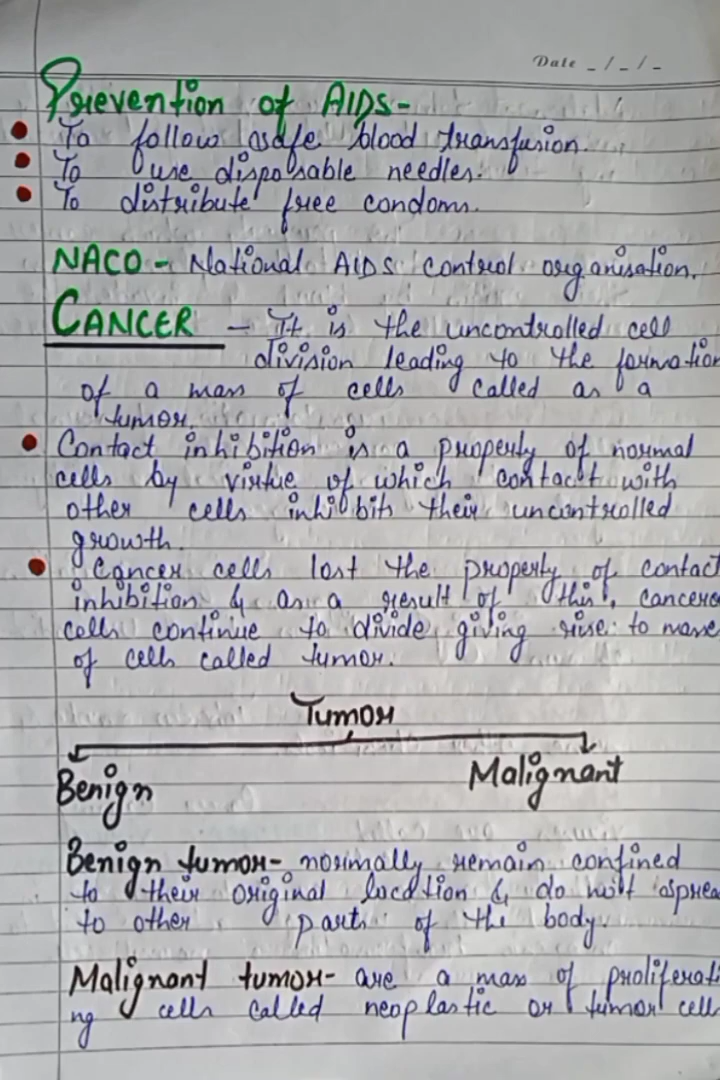 Date _/_/_
Prevention of AIDS-
To follow safe blood transfusion.
To use disposable needles.
To distribute free condoms.
NACO - National AIDS control organisation.
CANCER - It is the uncontrolled cell
division leading to the formation
of a mass of cells called as a
tumor.
Contact inhibition is a property of normal
cells by virtue of which contact with
other cells inhibits their uncontrolled
growth.
Cancer cells lost the property of contact
inhibition & as a result of this, cancero
cells continue to divide giving rise to mass
of cells called tumor.
Tumor
Benign Malignant
Benign tumor- normally remain confined
to their original location & do not sprea
to other parts of the body.
Malignant tumor- are a mass of proliferati
ng cells called neoplastic or tumor cells